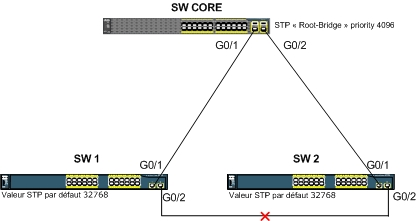 SW CORE
STP « Root-Bridge » priority 4096
G0/1
G0/2
SW 1
SW 2
G0/1
G0/1
Valeur STP par défaut 32768
G0/2
Valeur STP par défaut 32768
G0/2